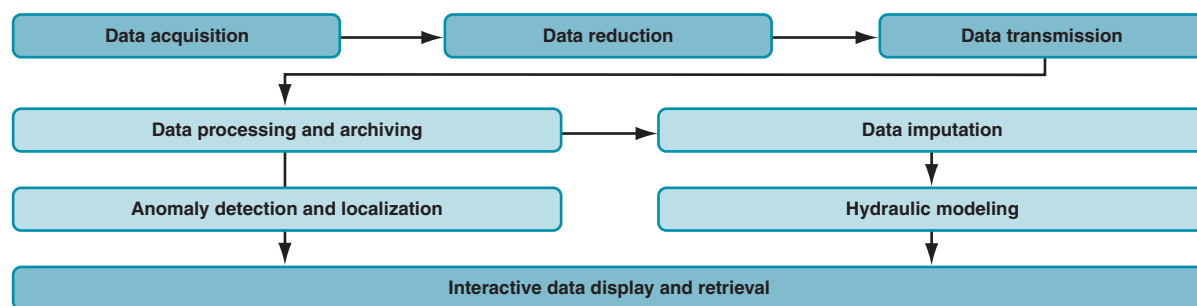 Data acquisition
Data reduction
Data transmission
Data processing and archiving
Data imputation
Anomaly detection and localization
Hydraulic modeling
Interactive data display and retrieval